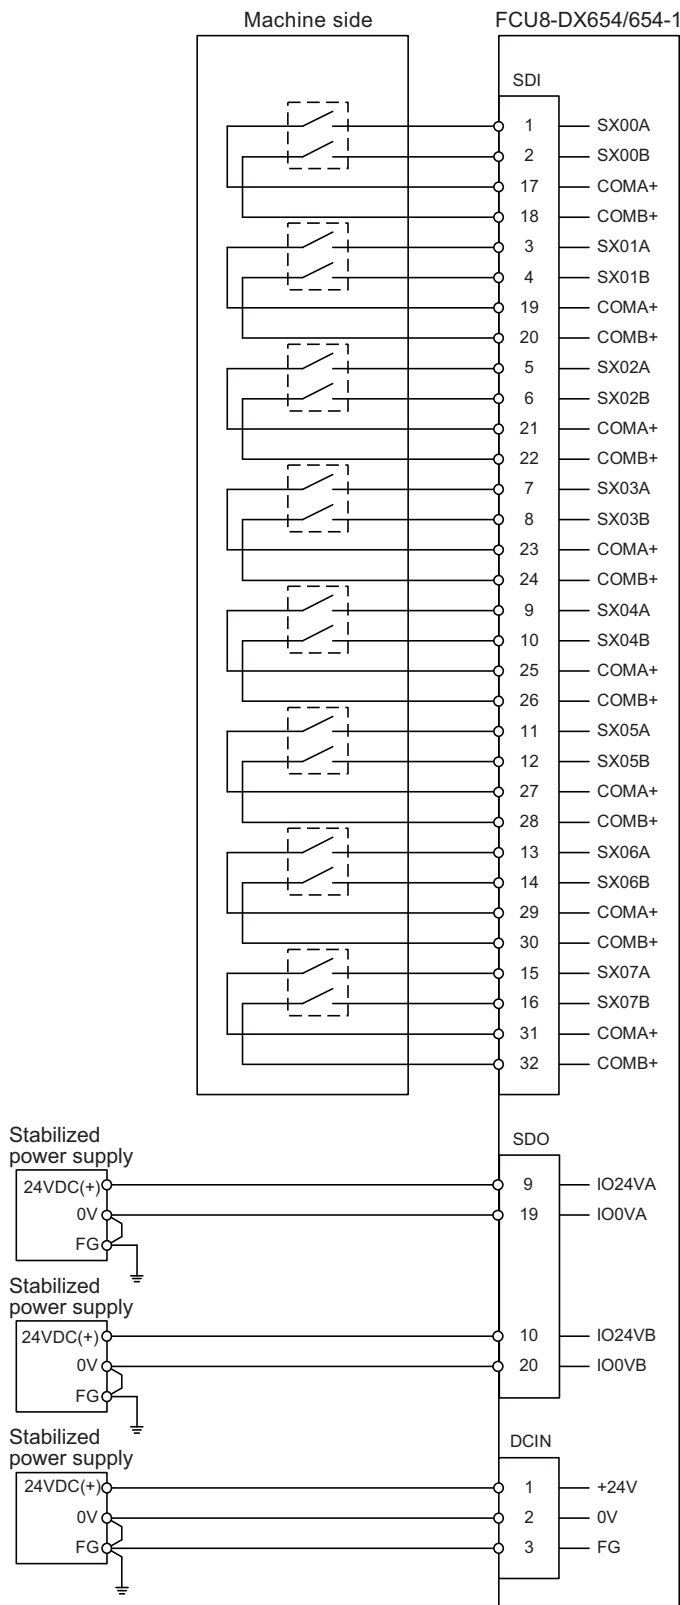 Machine side FCU8-DX654/654-1
SDI
1 SX00A
2 SX00B
17 COMA+
18 COMB+
3 SX01A
4 SX01B
19 COMA+
20 COMB+
5 SX02A
6 SX02B
21 COMA+
22 COMB+
7 SX03A
8 SX03B
23 COMA+
24 COMB+
9 SX04A
10 SX04B
25 COMA+
26 COMB+
11 SX05A
12 SX05B
27 COMA+
28 COMB+
13 SX06A
14 SX06B
29 COMA+
30 COMB+
15 SX07A
16 SX07B
31 COMA+
32 COMB+
Stabilized
power supply
SDO
24VDC(+) 9 IO24VA
0V 19 IO0VA
FG
Stabilized
power supply
24VDC(+) 10 IO24VB
0V 20 IO0VB
FG
Stabilized
power supply
DCIN
24VDC(+) 1 +24V
0V 2 0V
FG 3 FG